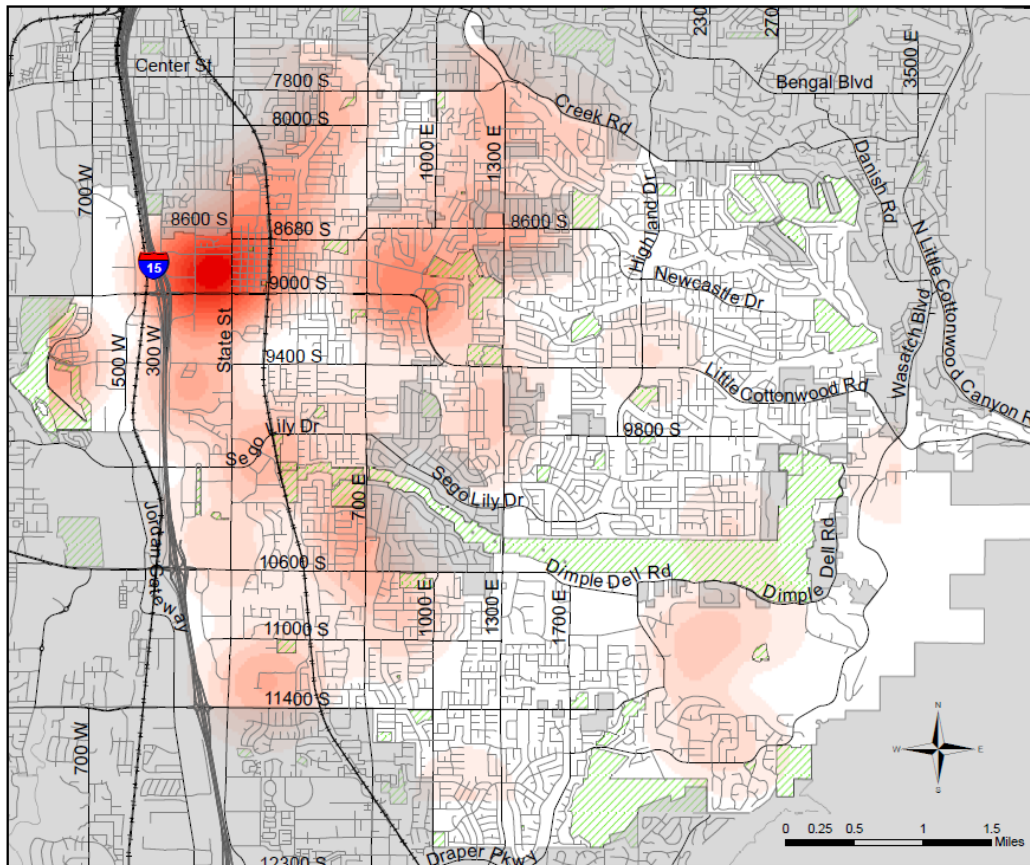 230
270
3500 E
Center St
7800 S
8000 S
Bengal Blvd
Creek Rd
1000 E
1300 E
Danish Rd
700 W
8600 S
8680 S
8600 S
Highland Dr
N Little Cottonwood Canyon R
15
9000 S
Newcastle Dr
Wasatch Blvd
500 W
300 W
State St
9400 S
Little Cottonwood Rd
Sego Lily Dr
9800 S
Sego Lily Dr
700 E
Jordan Gateway
10600 S
Dimple Dell Rd
Dimple Dell Rd
1000 E
1300 E
1700 E
11000 S
11400 S
700 W
N
W E
S
0 0.25 0.5 1 1.5
Miles
12300 S
Draper Pkwy